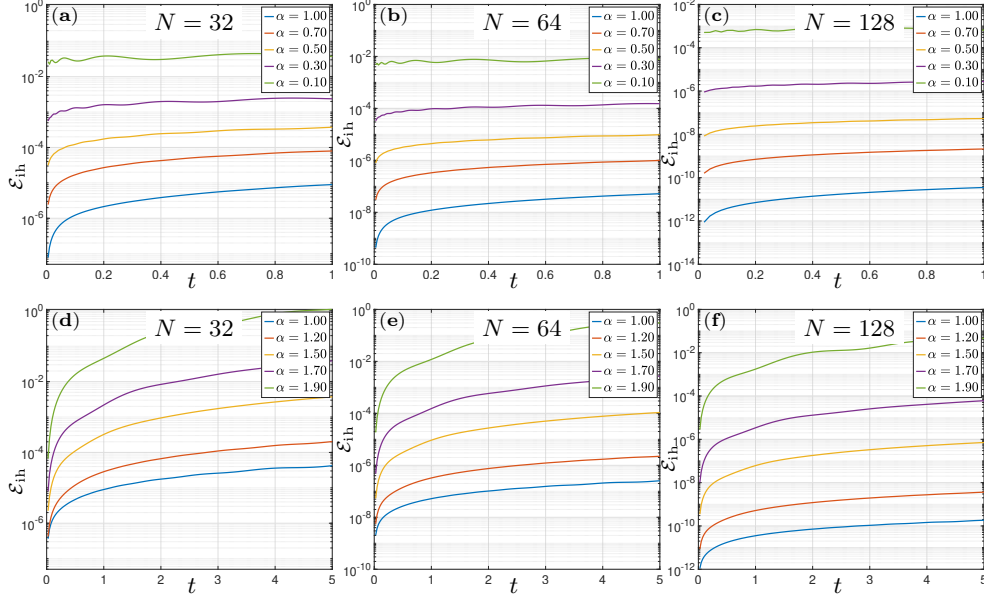 (a) N = 32
10^0
10^-2
10^-4
10^-6
ℰ_ih
α = 1.00
α = 0.70
α = 0.50
α = 0.30
α = 0.10
0 0.2 0.4 0.6 0.8 1
t
(b) N = 64
10^0
10^-2
10^-4
10^-6
10^-8
10^-10
ℰ_ih
α = 1.00
α = 0.70
α = 0.50
α = 0.30
α = 0.10
0 0.2 0.4 0.6 0.8 1
t
(c) N = 128
10^-2
10^-4
10^-6
10^-8
10^-10
10^-12
10^-14
ℰ_ih
α = 1.00
α = 0.70
α = 0.50
α = 0.30
α = 0.10
0 0.2 0.4 0.6 0.8 1
t
(d) N = 32
10^0
10^-2
10^-4
10^-6
ℰ_ih
α = 1.00
α = 1.20
α = 1.50
α = 1.70
α = 1.90
0 1 2 3 4 5
t
(e) N = 64
10^0
10^-2
10^-4
10^-6
10^-8
10^-10
ℰ_ih
α = 1.00
α = 1.20
α = 1.50
α = 1.70
α = 1.90
0 1 2 3 4 5
t
(f) N = 128
10^0
10^-2
10^-4
10^-6
10^-8
10^-10
10^-12
ℰ_ih
α = 1.00
α = 1.20
α = 1.50
α = 1.70
α = 1.90
0 1 2 3 4 5
t